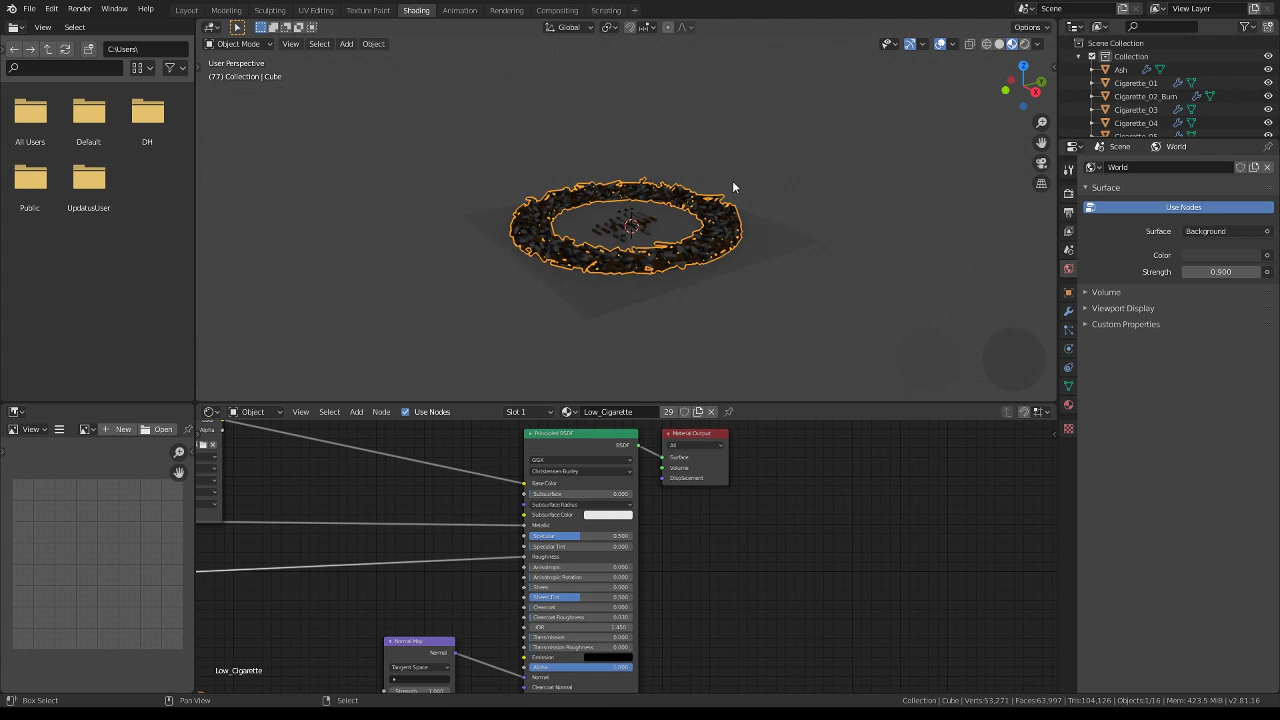 File Edit Render Window Help Layout Modeling Sculpting UV Editing Texture Paint Shading Animation Rendering Compositing Scripting Scene View Layer
View Select Global Options
C:\Users\ Object Mode View Select Add Object
All Users Default DH
Public UpdatusUser
User Perspective
(77) Collection | Cube
Z
Y
X
Scene Collection
Collection
Ash
Cigarette_01
Cigarette_02_Burn
Cigarette_03
Cigarette_04
Cigarette_05
Scene World
World
Surface
Use Nodes
Surface Background
Color
Strength 0.900
Volume
Viewport Display
Custom Properties
View New Open
Object View Select Add Node Use Nodes Slot 1 Low_Cigarette 29
Alpha
Principled BSDF
BSDF
GGX
Christensen-Burley
Base Color
Subsurface 0.000
Subsurface Radius
Subsurface Color
Metallic
Specular 0.500
Specular Tint 0.000
Roughness
Anisotropic 0.000
Anisotropic Rotation 0.000
Sheen 0.000
Sheen Tint 0.500
Clearcoat 0.000
Clearcoat Roughness 0.030
IOR 1.450
Transmission 0.000
Transmission Roughness 0.000
Emission
Alpha 1.000
Normal
Clearcoat Normal
Material Output
All
Surface
Volume
Displacement
Normal Map
Normal
Tangent Space
Strength 1.000
Low_Cigarette
Box Select Pan View Select Collection | Cube | Verts:53,271 | Faces:63,997 | Tris:104,126 | Objects:1/16 | Mem: 423.5 MiB | v2.81.16